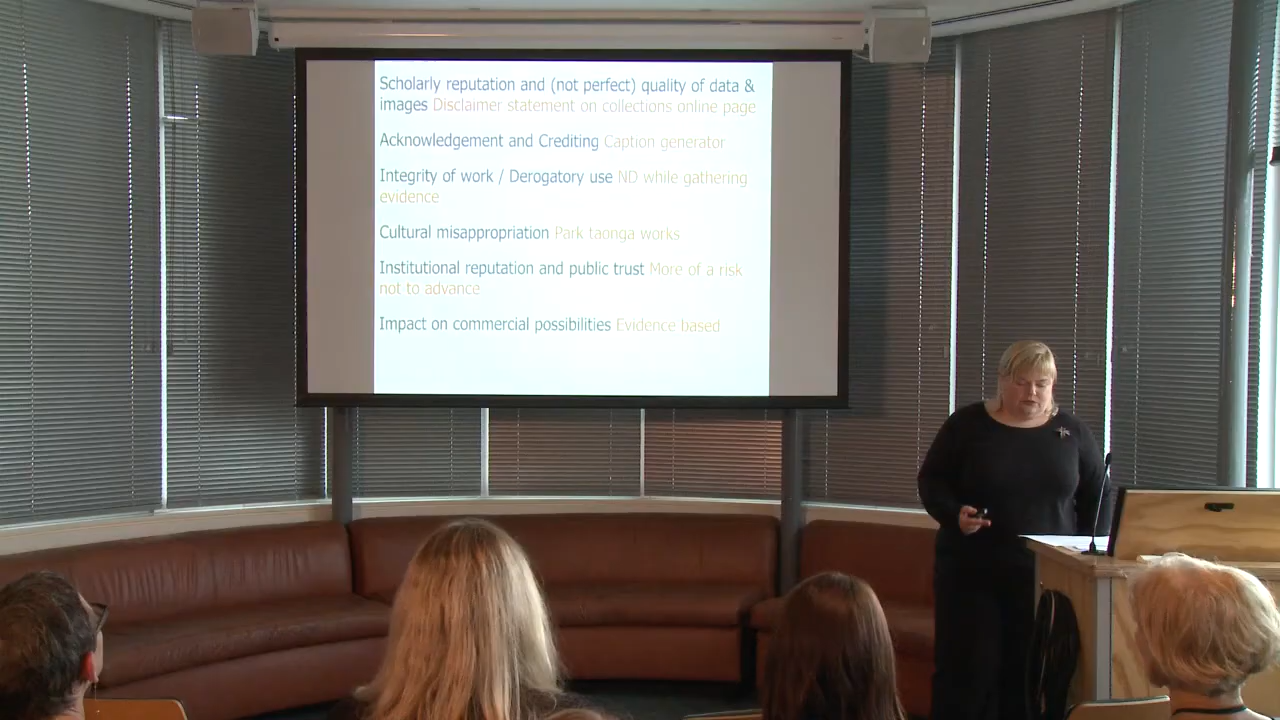 Scholarly reputation and (not perfect) quality of data &
images Disclaimer statement on collections online page
Acknowledgement and Crediting Caption generator
Integrity of work / Derogatory use ND while gathering
evidence
Cultural misappropriation Park taonga works
Institutional reputation and public trust More of a risk
not to advance
Impact on commercial possibilities Evidence based